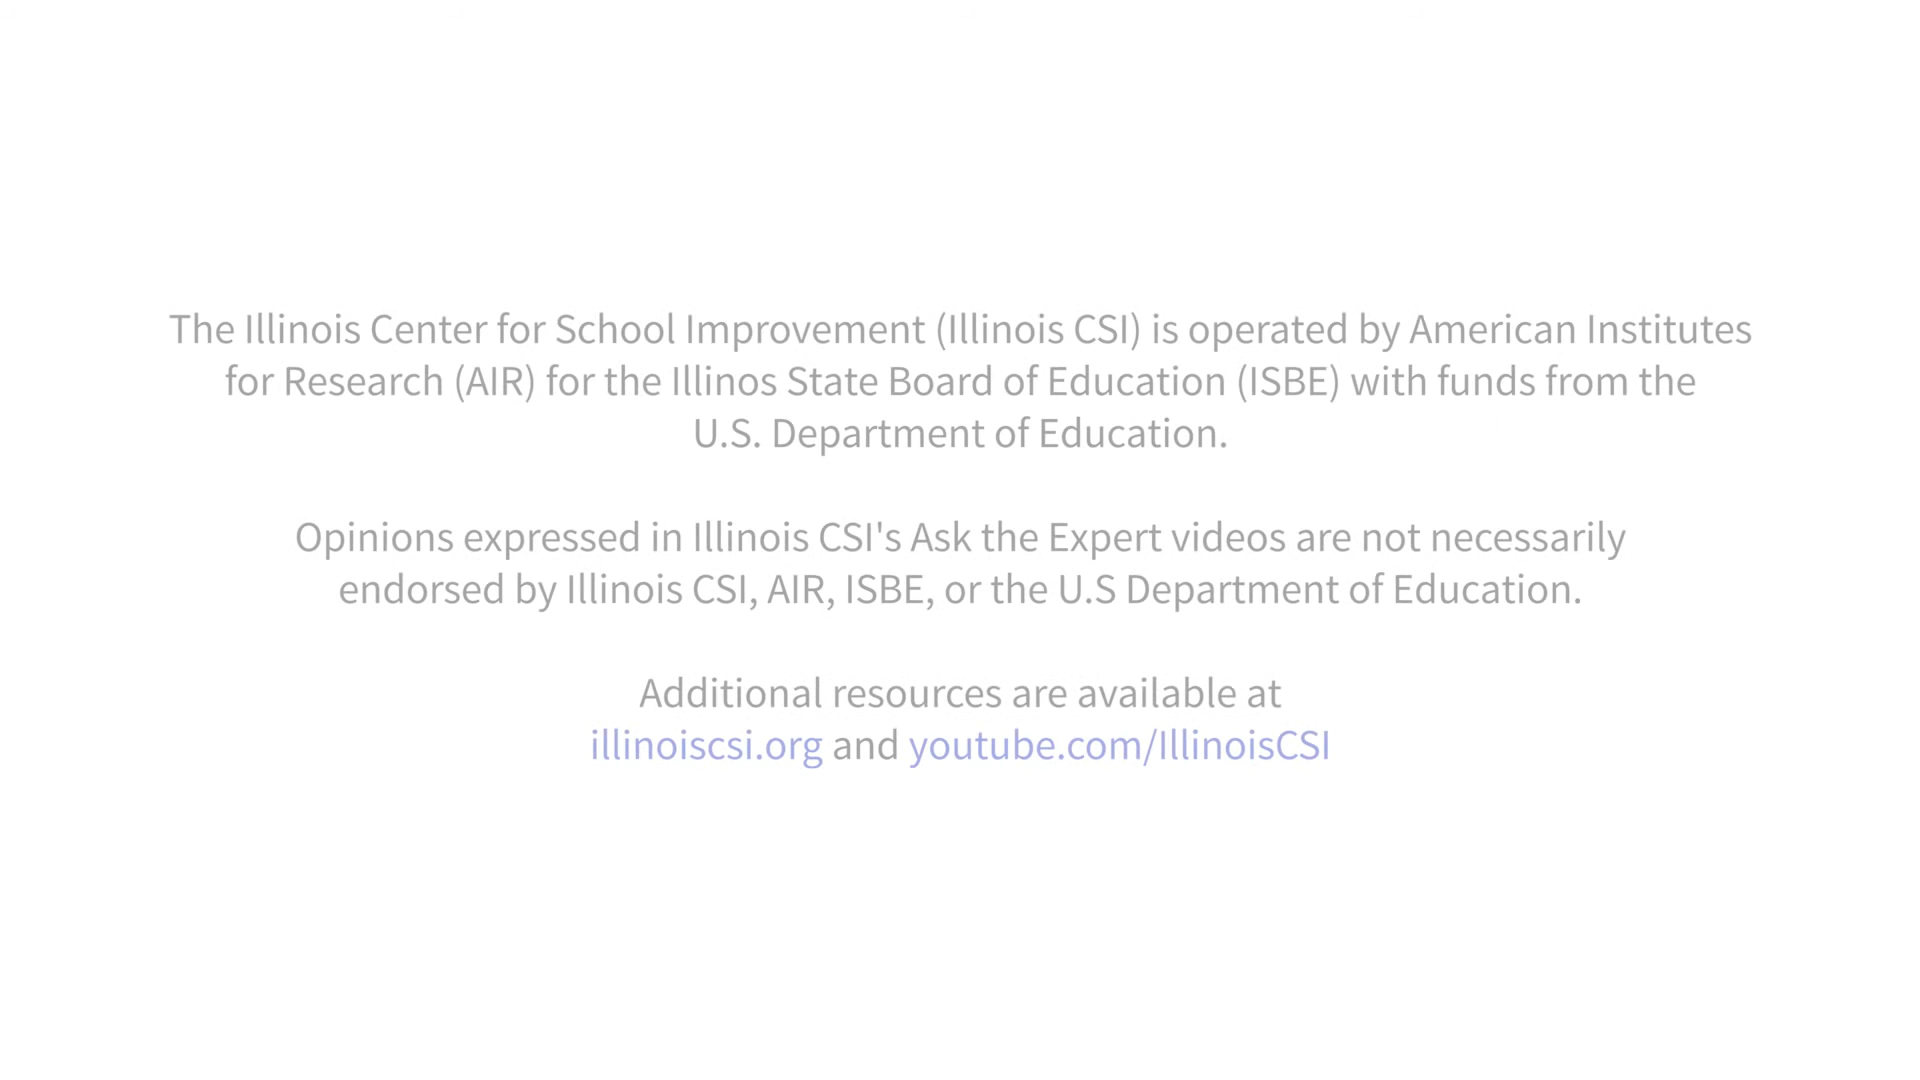 The Illinois Center for School Improvement (Illinois CSI) is operated by American Institutes
for Research (AIR) for the Illinos State Board of Education (ISBE) with funds from the
U.S. Department of Education.
Opinions expressed in Illinois CSI's Ask the Expert videos are not necessarily
endorsed by Illinois CSI, AIR, ISBE, or the U.S Department of Education.
Additional resources are available at
illinoiscsi.org and youtube.com/IllinoisCSI